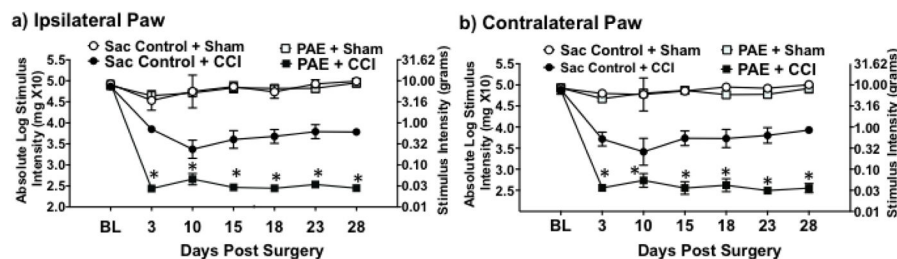 a) Ipsilateral Paw
Sac Control + Sham
PAE + Sham
Sac Control + CCI
PAE + CCI
Absolute Log Stimulus
Intensity (mg X10)
5.5
5.0
4.5
4.0
3.5
3.0
2.5
2.0
31.62
10.00
3.16
1.00
0.32
0.10
0.03
0.01
Stimulus Intensity (grams)
* * * * * *
BL 3 10 15 18 23 28
Days Post Surgery
b) Contralateral Paw
Sac Control + Sham
PAE + Sham
Sac Control + CCI
PAE + CCI
Absolute Log Stimulus
Intensity (mg X10)
5.5
5.0
4.5
4.0
3.5
3.0
2.5
31.62
10.00
3.16
1.00
0.32
0.10
0.03
0.01
Stimulus Intensity (grams)
* * * * * *
BL 3 10 15 18 23 28
Days Post Surgery